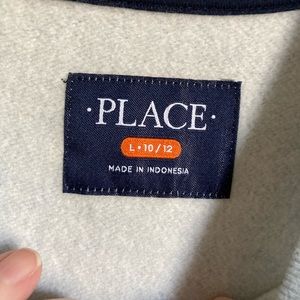 · PLACE ·
L • 10 / 12
MADE IN INDONESIA